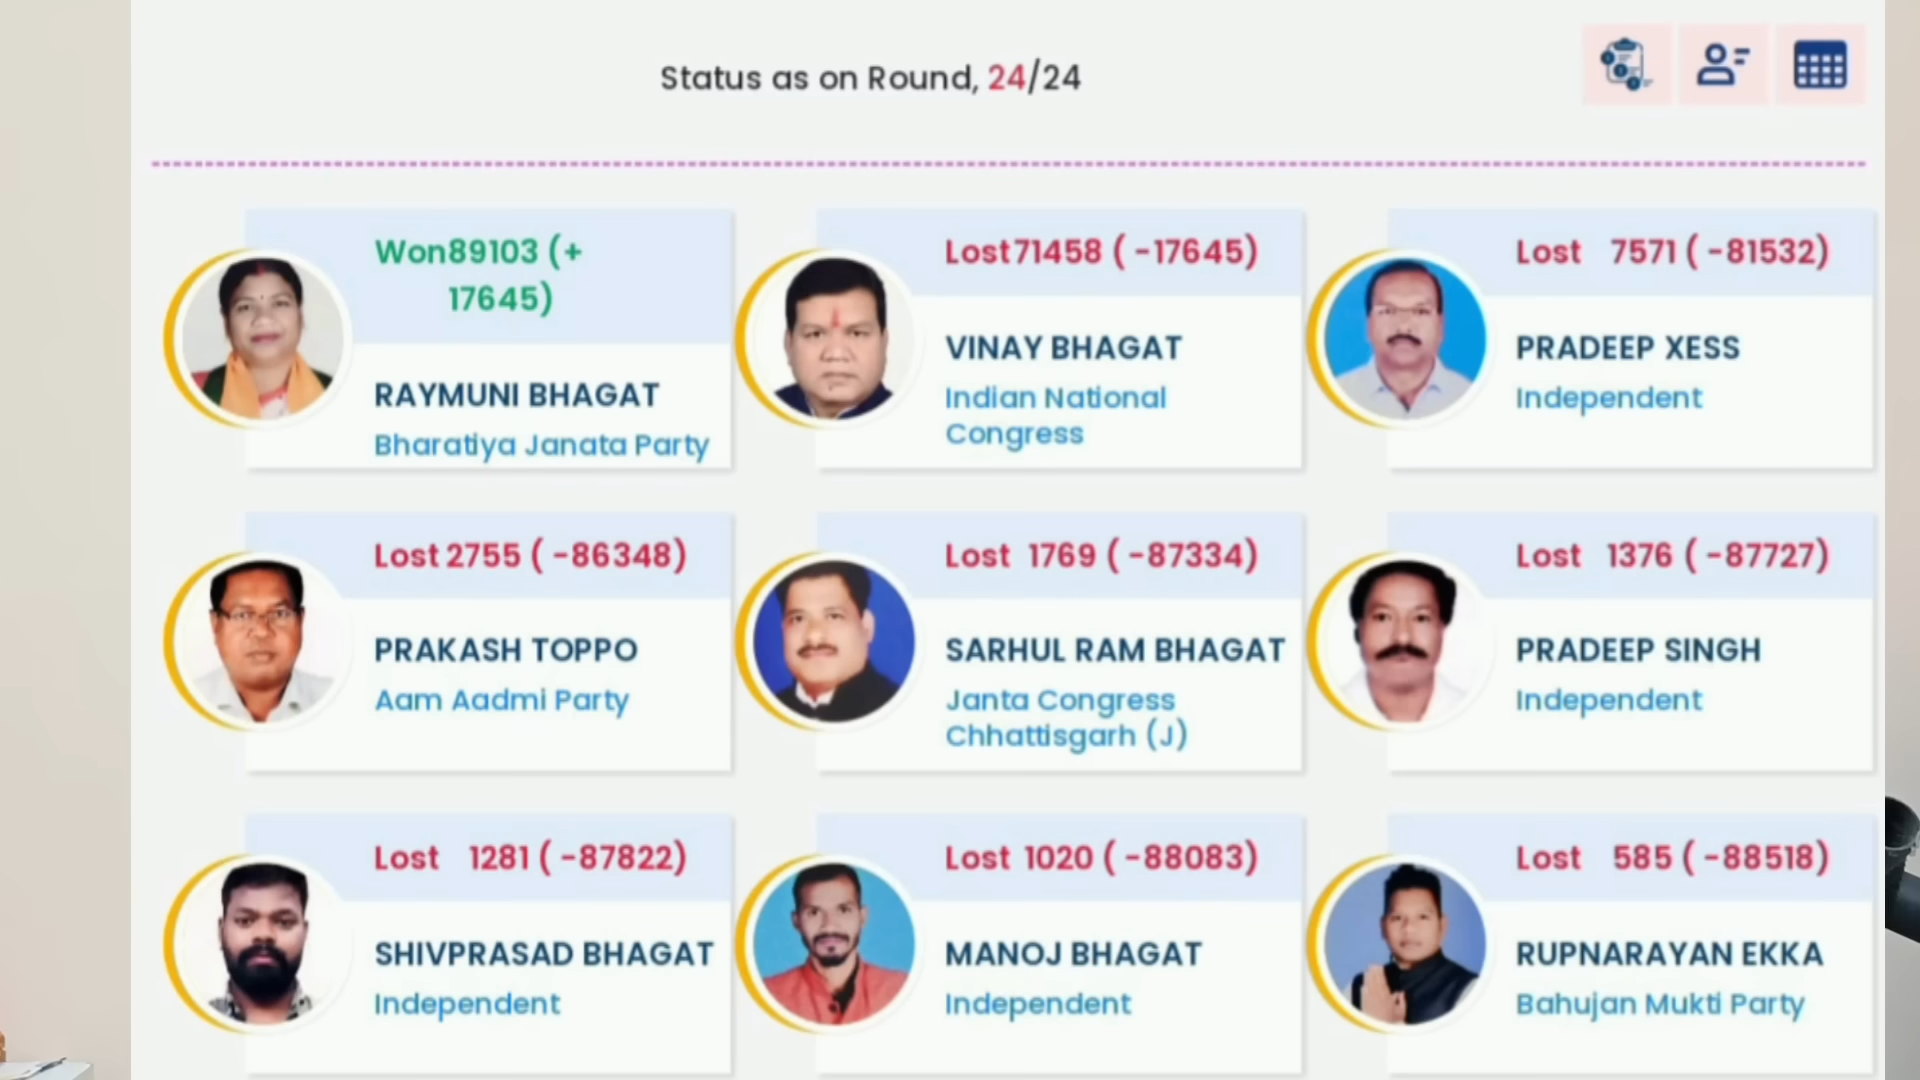 Status as on Round, 24/24
Won89103 (+
17645)
RAYMUNI BHAGAT
Bharatiya Janata Party
Lost71458 ( -17645)
VINAY BHAGAT
Indian National
Congress
Lost 7571 ( -81532)
PRADEEP XESS
Independent
Lost 2755 ( -86348)
PRAKASH TOPPO
Aam Aadmi Party
Lost 1769 ( -87334)
SARHUL RAM BHAGAT
Janta Congress
Chhattisgarh (J)
Lost 1376 ( -87727)
PRADEEP SINGH
Independent
Lost 1281 ( -87822)
SHIVPRASAD BHAGAT
Independent
Lost 1020 ( -88083)
MANOJ BHAGAT
Independent
Lost 585 ( -88518)
RUPNARAYAN EKKA
Bahujan Mukti Party